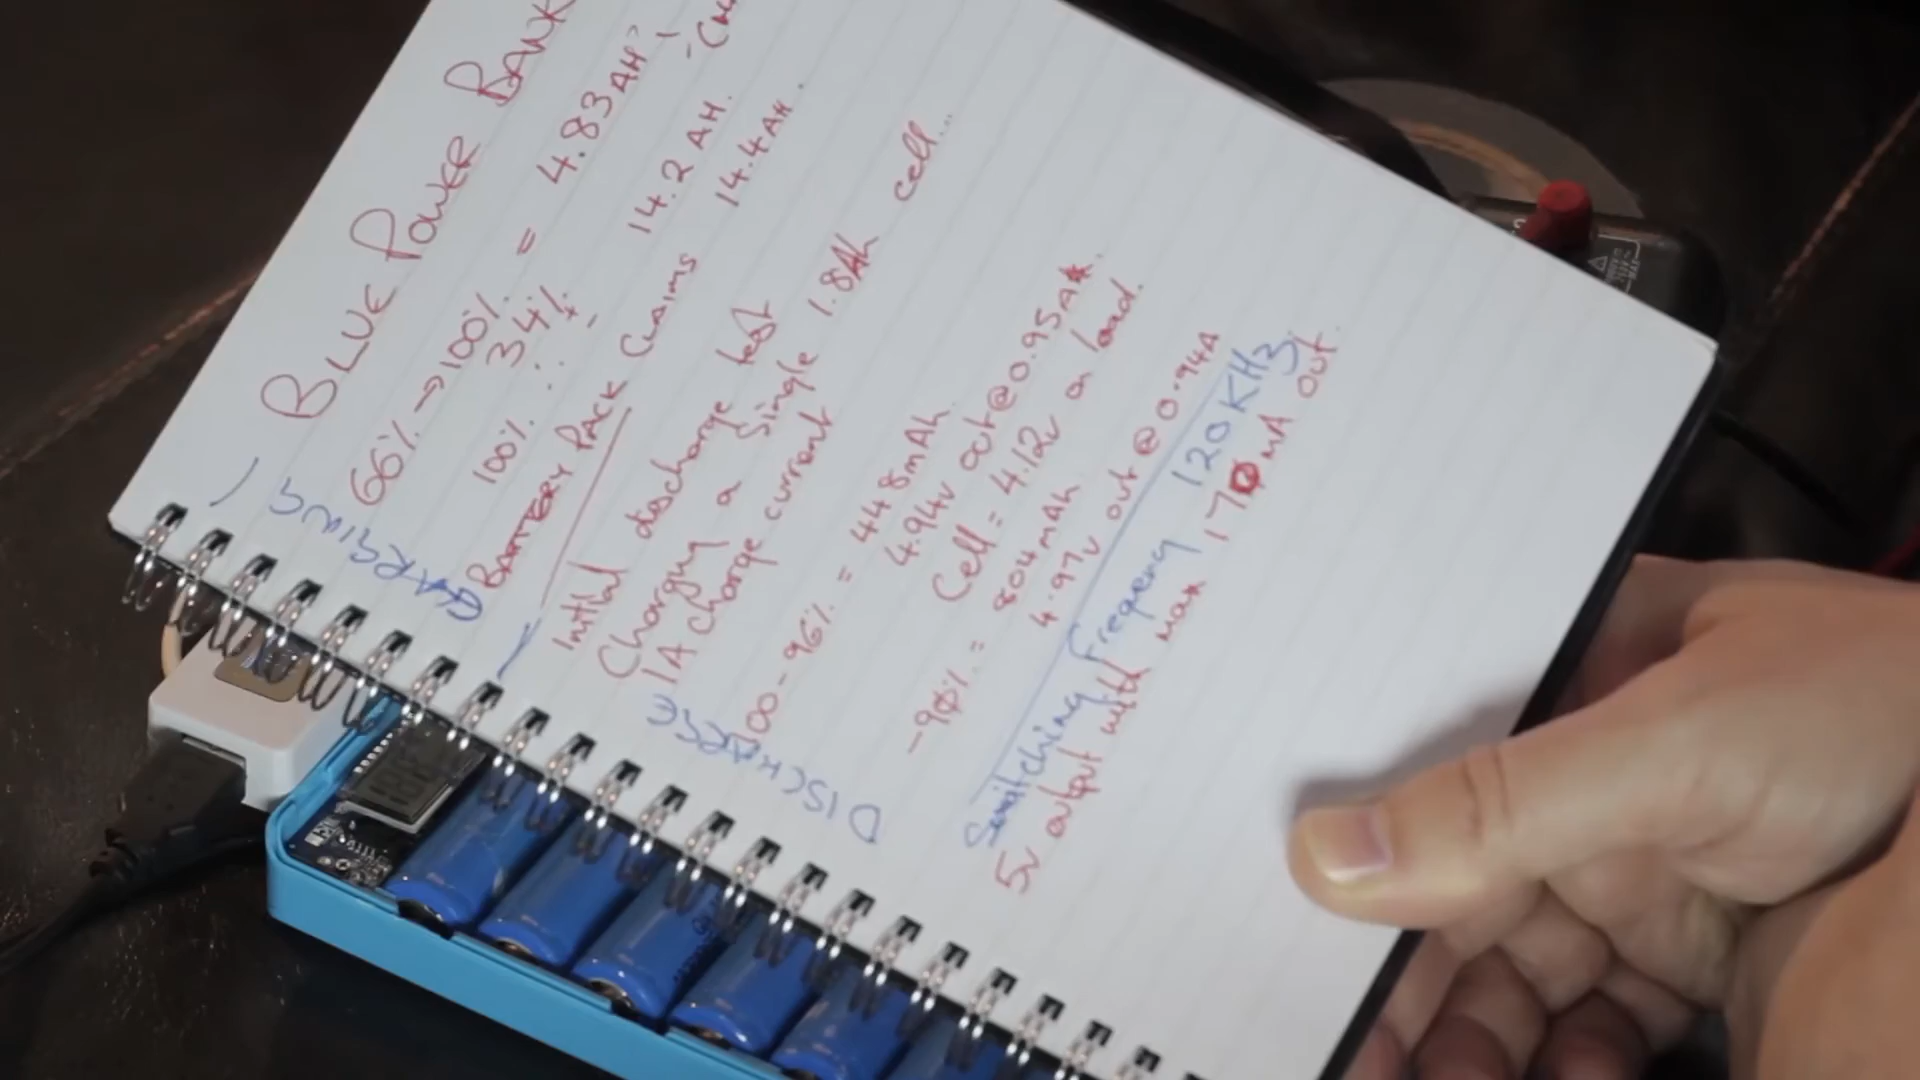 BLUE POWER BANK
CHARGING
66% → 100%
34% = 4.83AH
100% ∴ 14.2 AH.
BATTERY PACK CLAIMS 14.4AH.
Initial discharge test
Charging a single 1.8Ah cell...
1A charge current
DISCHARGE
100-96% = 448mAh
4.94v out @ 0.95A.
Cell = 4.12v on load.
-90% = 804mAh
4.97v out @ 0.94A
Switching frequency 120KHz
5v output with max 170mA out.